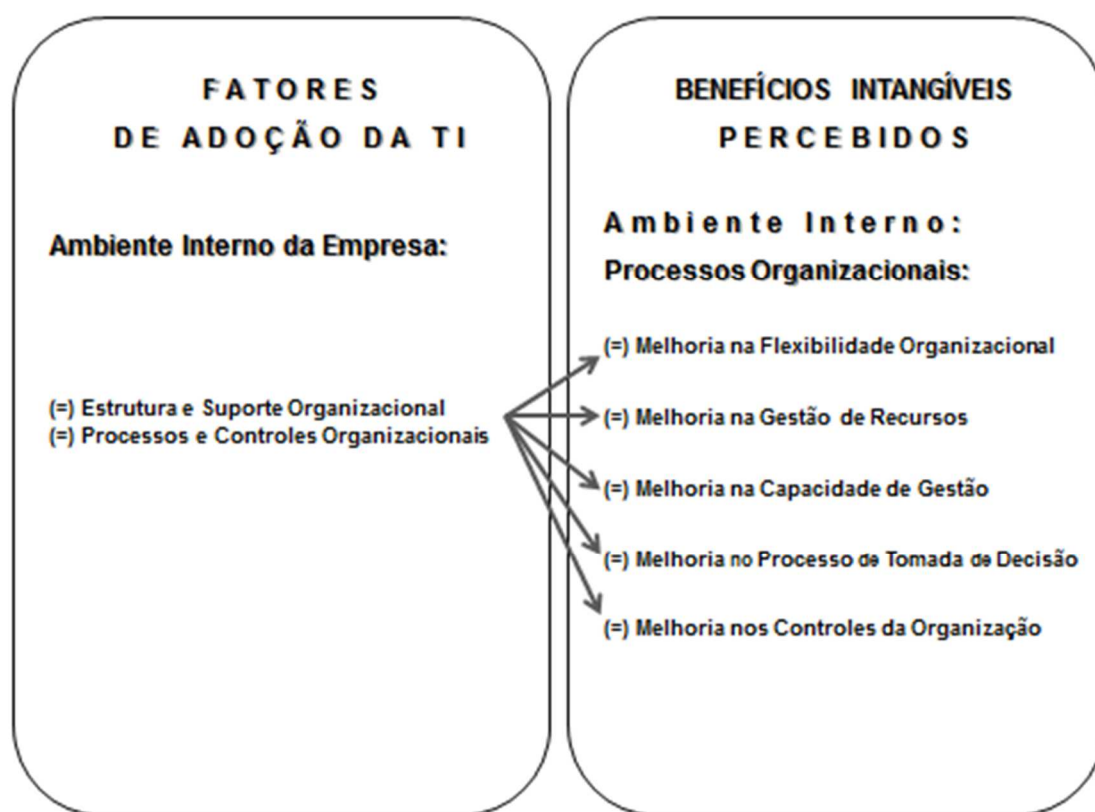 FATORES
DE ADOÇÃO DA TI
Ambiente Interno da Empresa:
(=) Estrutura e Suporte Organizacional
(=) Processos e Controles Organizacionais
BENEFÍCIOS INTANGÍVEIS
PERCEBIDOS
Ambiente Interno:
Processos Organizacionais:
(=) Melhoria na Flexibilidade Organizacional
(=) Melhoria na Gestão de Recursos
(=) Melhoria na Capacidade de Gestão
(=) Melhoria no Processo de Tomada de Decisão
(=) Melhoria nos Controles da Organização